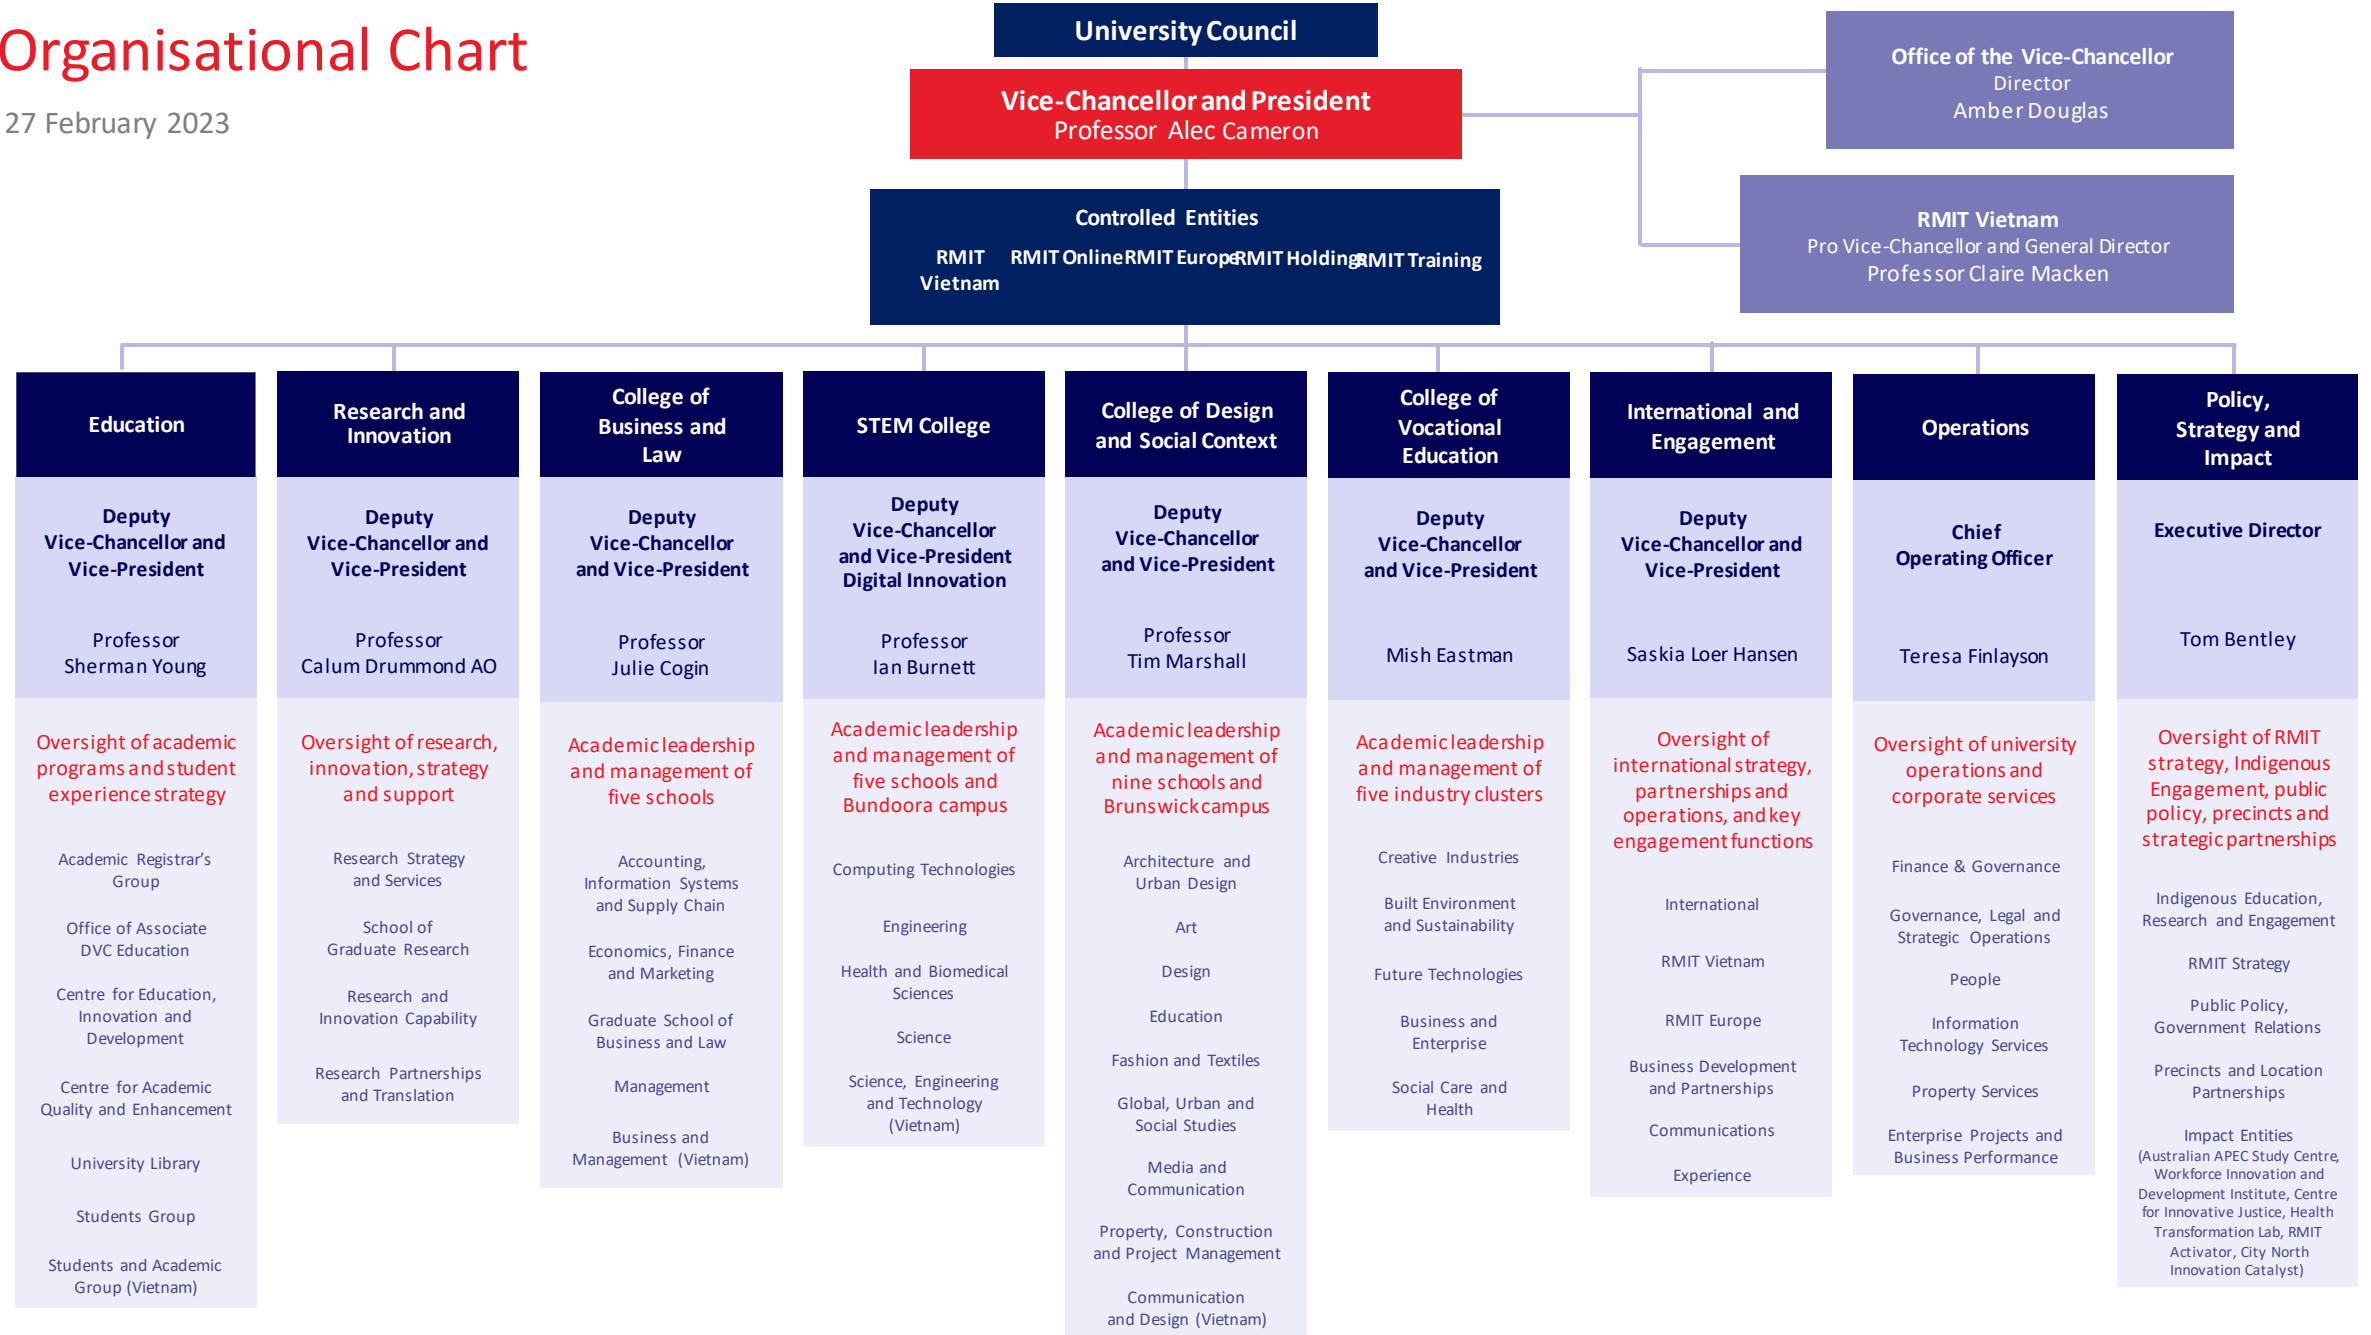 Organisational Chart
27 February 2023
University Council
Vice-Chancellor and President
Professor Alec Cameron
Office of the Vice-Chancellor
Director
Amber Douglas
RMIT Vietnam
Pro Vice-Chancellor and General Director
Professor Claire Macken
Controlled Entities
RMIT
Vietnam
RMIT Online
RMIT Europe
RMIT Holdings
RMIT Training
Education
Deputy
Vice-Chancellor and
Vice-President
Professor
Sherman Young
Oversight of academic
programs and student
experience strategy
Academic Registrar’s
Group
Office of Associate
DVC Education
Centre for Education,
Innovation and
Development
Centre for Academic
Quality and Enhancement
University Library
Students Group
Students and Academic
Group (Vietnam)
Research and
Innovation
Deputy
Vice-Chancellor and
Vice-President
Professor
Calum Drummond AO
Oversight of research,
innovation, strategy
and support
Research Strategy
and Services
School of
Graduate Research
Research and
Innovation Capability
Research Partnerships
and Translation
College of
Business and
Law
Deputy
Vice-Chancellor
and Vice-President
Professor
Julie Cogin
Academic leadership
and management of
five schools
Accounting,
Information Systems
and Supply Chain
Economics, Finance
and Marketing
Graduate School of
Business and Law
Management
Business and
Management (Vietnam)
STEM College
Deputy
Vice-Chancellor
and Vice-President
Digital Innovation
Professor
Ian Burnett
Academic leadership
and management of
five schools and
Bundoora campus
Computing Technologies
Engineering
Health and Biomedical
Sciences
Science
Science, Engineering
and Technology
(Vietnam)
College of Design
and Social Context
Deputy
Vice-Chancellor
and Vice-President
Professor
Tim Marshall
Academic leadership
and management of
nine schools and
Brunswick campus
Architecture and
Urban Design
Art
Design
Education
Fashion and Textiles
Global, Urban and
Social Studies
Media and
Communication
Property, Construction
and Project Management
Communication
and Design (Vietnam)
College of
Vocational
Education
Deputy
Vice-Chancellor
and Vice-President
Mish Eastman
Academic leadership
and management of
five industry clusters
Creative Industries
Built Environment
and Sustainability
Future Technologies
Business and
Enterprise
Social Care and
Health
International and
Engagement
Deputy
Vice-Chancellor and
Vice-President
Saskia Loer Hansen
Oversight of
international strategy,
partnerships and
operations, and key
engagement functions
International
RMIT Vietnam
RMIT Europe
Business Development
and Partnerships
Communications
Experience
Operations
Chief
Operating Officer
Teresa Finlayson
Oversight of university
operations and
corporate services
Finance & Governance
Governance, Legal and
Strategic Operations
People
Information
Technology Services
Property Services
Enterprise Projects and
Business Performance
Policy,
Strategy and
Impact
Executive Director
Tom Bentley
Oversight of RMIT
strategy, Indigenous
Engagement, public
policy, precincts and
strategic partnerships
Indigenous Education,
Research and Engagement
RMIT Strategy
Public Policy,
Government Relations
Precincts and Location
Partnerships
Impact Entities
(Australian APEC Study Centre,
Workforce Innovation and
Development Institute, Centre
for Innovative Justice, Health
Transformation Lab, RMIT
Activator, City North
Innovation Catalyst)